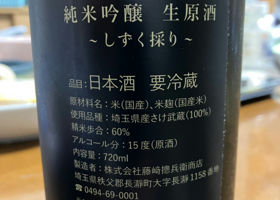 純米吟醸 生原酒
～しずく採り～
品目:日本酒 要冷蔵
原材料名:米(国産)、米麹(国産米)
使用品種:埼玉県産さけ武蔵(100%)
精米歩合:60%
アルコール分:15度(原酒)
内容量:720ml
製造者:株式会社藤﨑摠兵衛商店
埼玉県秩父郡長瀞町大字長瀞1158番地
☎0494-69-0001